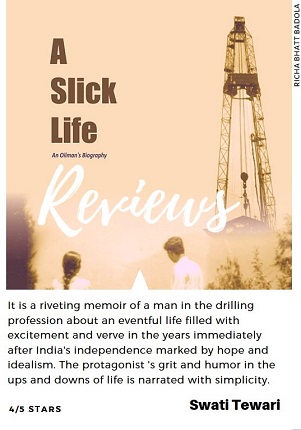 RICHA BHATT BADOLA
A
Slick
Life
An Oilman's Biography
Reviews
It is a riveting memoir of a man in the drilling
profession about an eventful life filled with
excitement and verve in the years immediately
after India's independence marked by hope and
idealism. The protagonist 's grit and humor in the
ups and downs of life is narrated with simplicity.
4/5 STARS
Swati Tewari